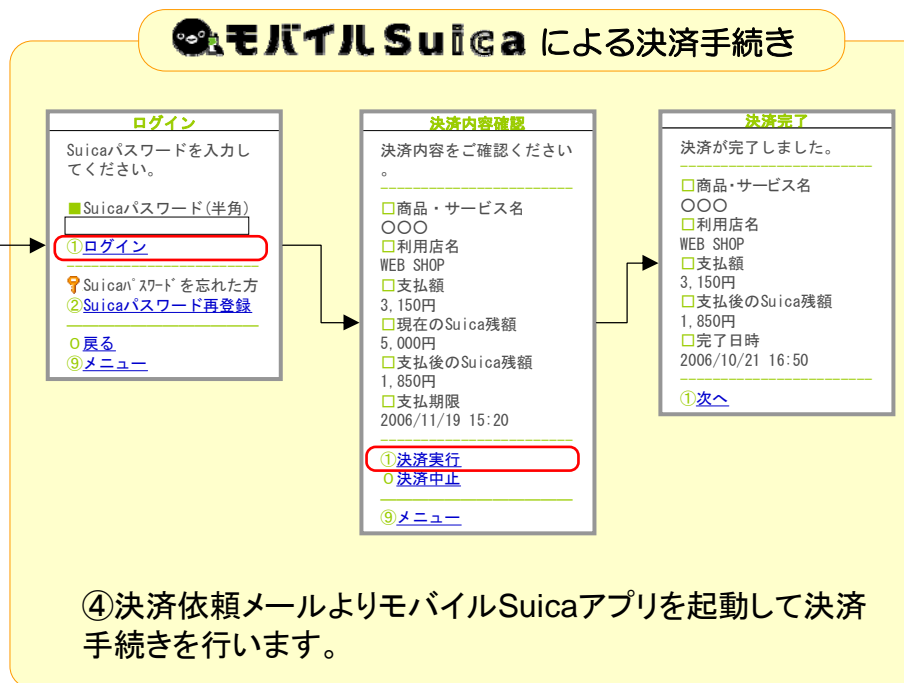 モバイルSuica による決済手続き
ログイン
Suicaパスワードを入力し
てください。
■Suicaパスワード(半角)
①ログイン
Suicaﾊﾟｽﾜｰﾄﾞを忘れた方
②Suicaパスワード再登録
0戻る
⑨メニュー
決済内容確認
決済内容をご確認ください
。
□商品・サービス名
○○○
□利用店名
WEB SHOP
□支払額
3,150円
□現在のSuica残額
5,000円
□支払後のSuica残額
1,850円
□支払期限
2006/11/19 15:20
①決済実行
0決済中止
⑨メニュー
決済完了
決済が完了しました。
□商品・サービス名
○○○
□利用店名
WEB SHOP
□支払額
3,150円
□支払後のSuica残額
1,850円
□完了日時
2006/10/21 16:50
①次へ
④決済依頼メールよりモバイルSuicaアプリを起動して決済
手続きを行います。